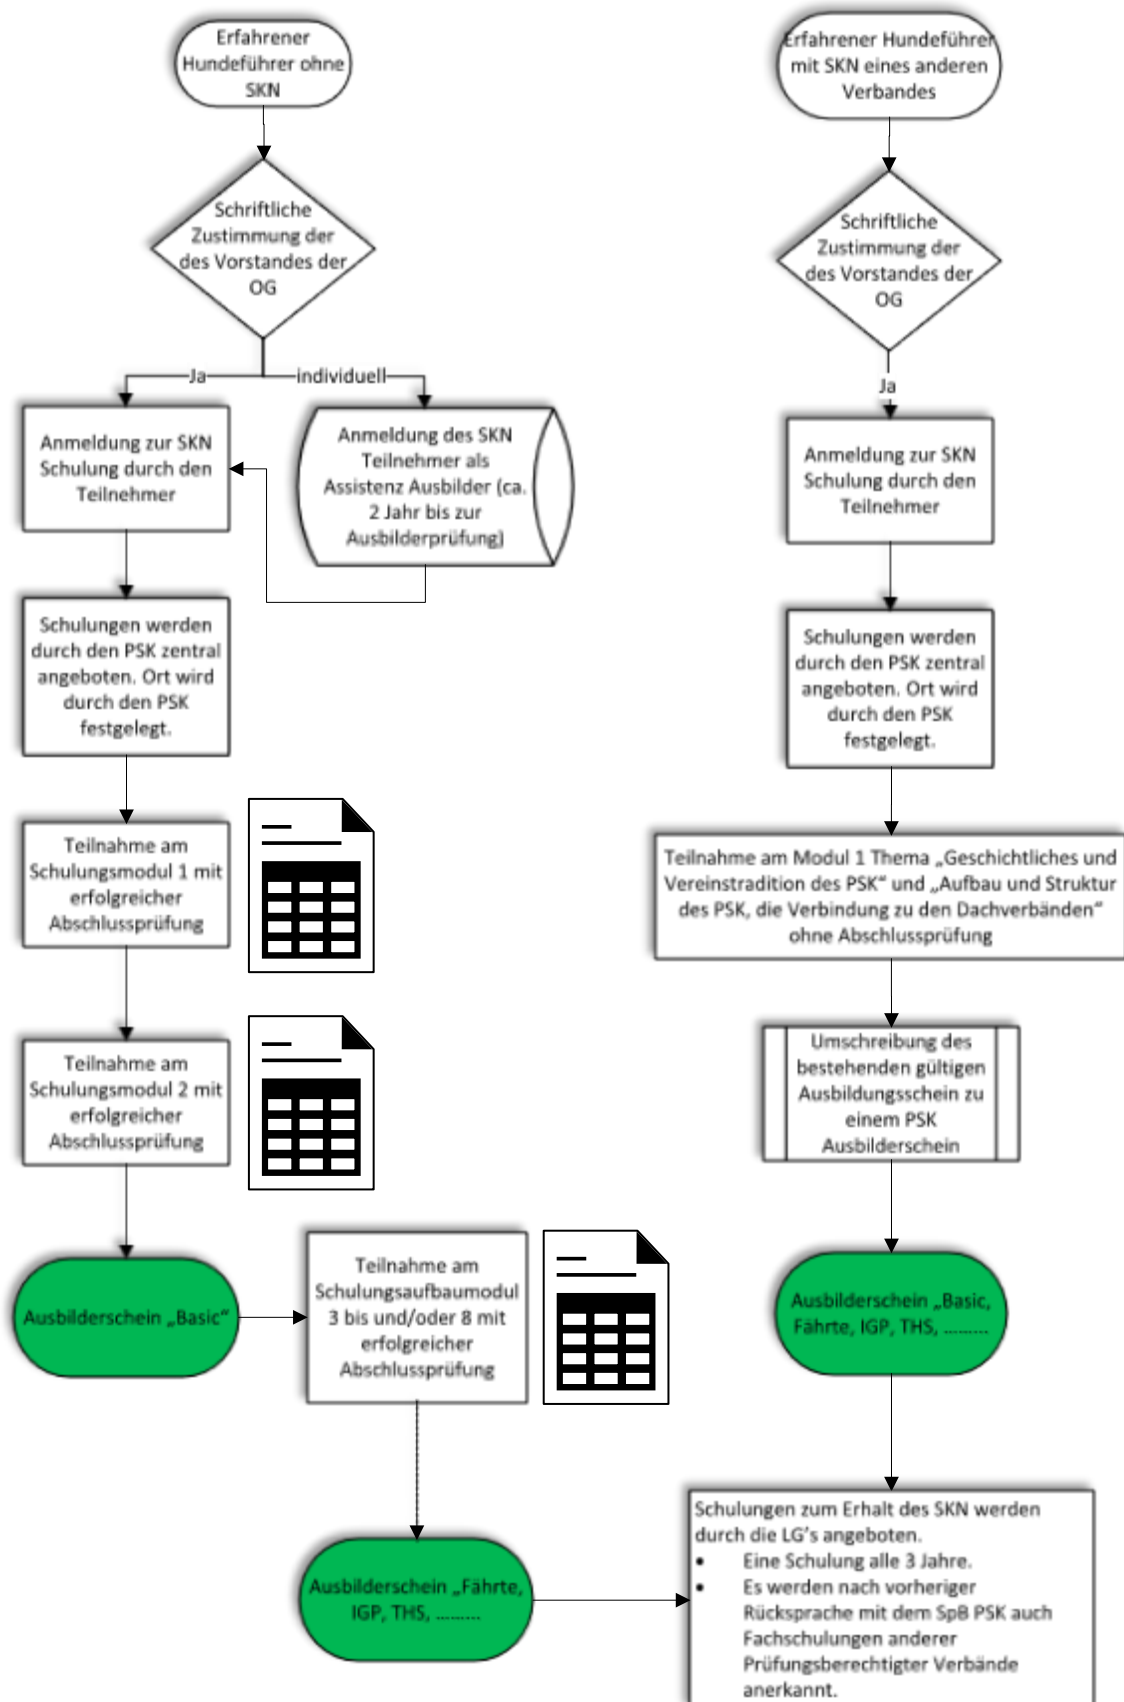 Erfahrener
Hundeführer ohne
SKN
Schriftliche
Zustimmung der
des Vorstandes der
OG
Ja
individuell
Anmeldung zur SKN
Schulung durch den
Teilnehmer
Anmeldung des SKN
Teilnehmer als
Assistenz Ausbilder (ca.
2 Jahr bis zur
Ausbilderprüfung)
Schulungen werden
durch den PSK zentral
angeboten. Ort wird
durch den PSK
festgelegt.
Teilnahme am
Schulungsmodul 1 mit
erfolgreicher
Abschlussprüfung
Teilnahme am
Schulungsmodul 2 mit
erfolgreicher
Abschlussprüfung
Ausbilderschein „Basic“
Teilnahme am
Schulungsaufbaumodul
3 bis und/oder 8 mit
erfolgreicher
Abschlussprüfung
Ausbilderschein „Fährte,
IGP, THS, ………
Erfahrener Hundeführer
mit SKN eines anderen
Verbandes
Schriftliche
Zustimmung der
des Vorstandes der
OG
Ja
Anmeldung zur SKN
Schulung durch den
Teilnehmer
Schulungen werden
durch den PSK zentral
angeboten. Ort wird
durch den PSK
festgelegt.
Teilnahme am Modul 1 Thema „Geschichtliches und
Vereinstradition des PSK“ und „Aufbau und Struktur
des PSK, die Verbindung zu den Dachverbänden“
ohne Abschlussprüfung
Umschreibung des
bestehenden gültigen
Ausbildungsschein zu
einem PSK
Ausbilderschein
Ausbilderschein „Basic,
Fährte, IGP, THS, ………
Schulungen zum Erhalt des SKN werden
durch die LG's angeboten.
• Eine Schulung alle 3 Jahre.
• Es werden nach vorheriger
Rücksprache mit dem SpB PSK auch
Fachschulungen anderer
Prüfungsberechtigter Verbände
anerkannt.